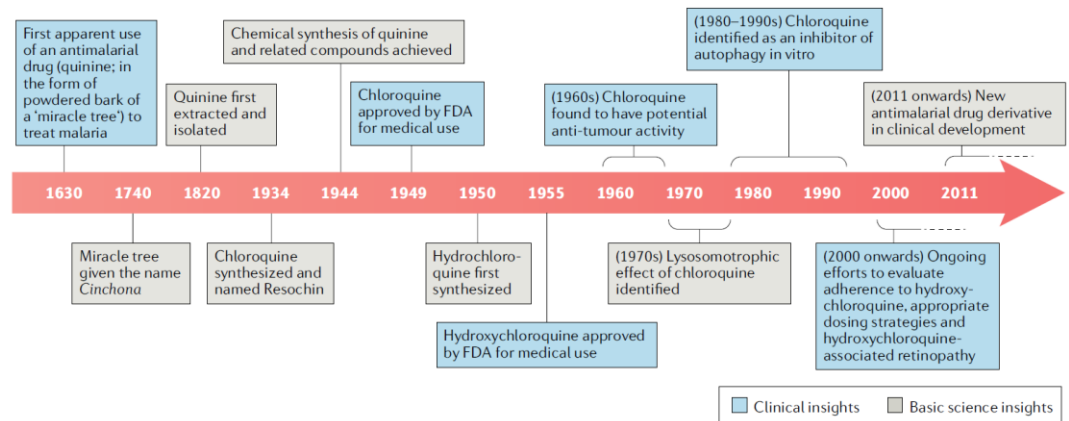 First apparent use
of an antimalarial
drug (quinine; in
the form of
powdered bark of
a ‘miracle tree’) to
treat malaria
Quinine first
extracted and
isolated
Chemical synthesis of quinine
and related compounds achieved
Chloroquine
approved by FDA
for medical use
(1960s) Chloroquine
found to have potential
anti-tumour activity
(1980–1990s) Chloroquine
identified as an inhibitor of
autophagy in vitro
(2011 onwards) New
antimalarial drug derivative
in clinical development
1630 1740 1820 1934 1944 1949 1950 1955 1960 1970 1980 1990 2000 2011
Miracle tree
given the name
Cinchona
Chloroquine
synthesized and
named Resochin
Hydrochloro-
quine first
synthesized
Hydroxychloroquine approved
by FDA for medical use
(1970s) Lysosomotrophic
effect of chloroquine
identified
(2000 onwards) Ongoing
efforts to evaluate
adherence to hydroxy-
chloroquine, appropriate
dosing strategies and
hydroxychloroquine-
associated retinopathy
Clinical insights
Basic science insights